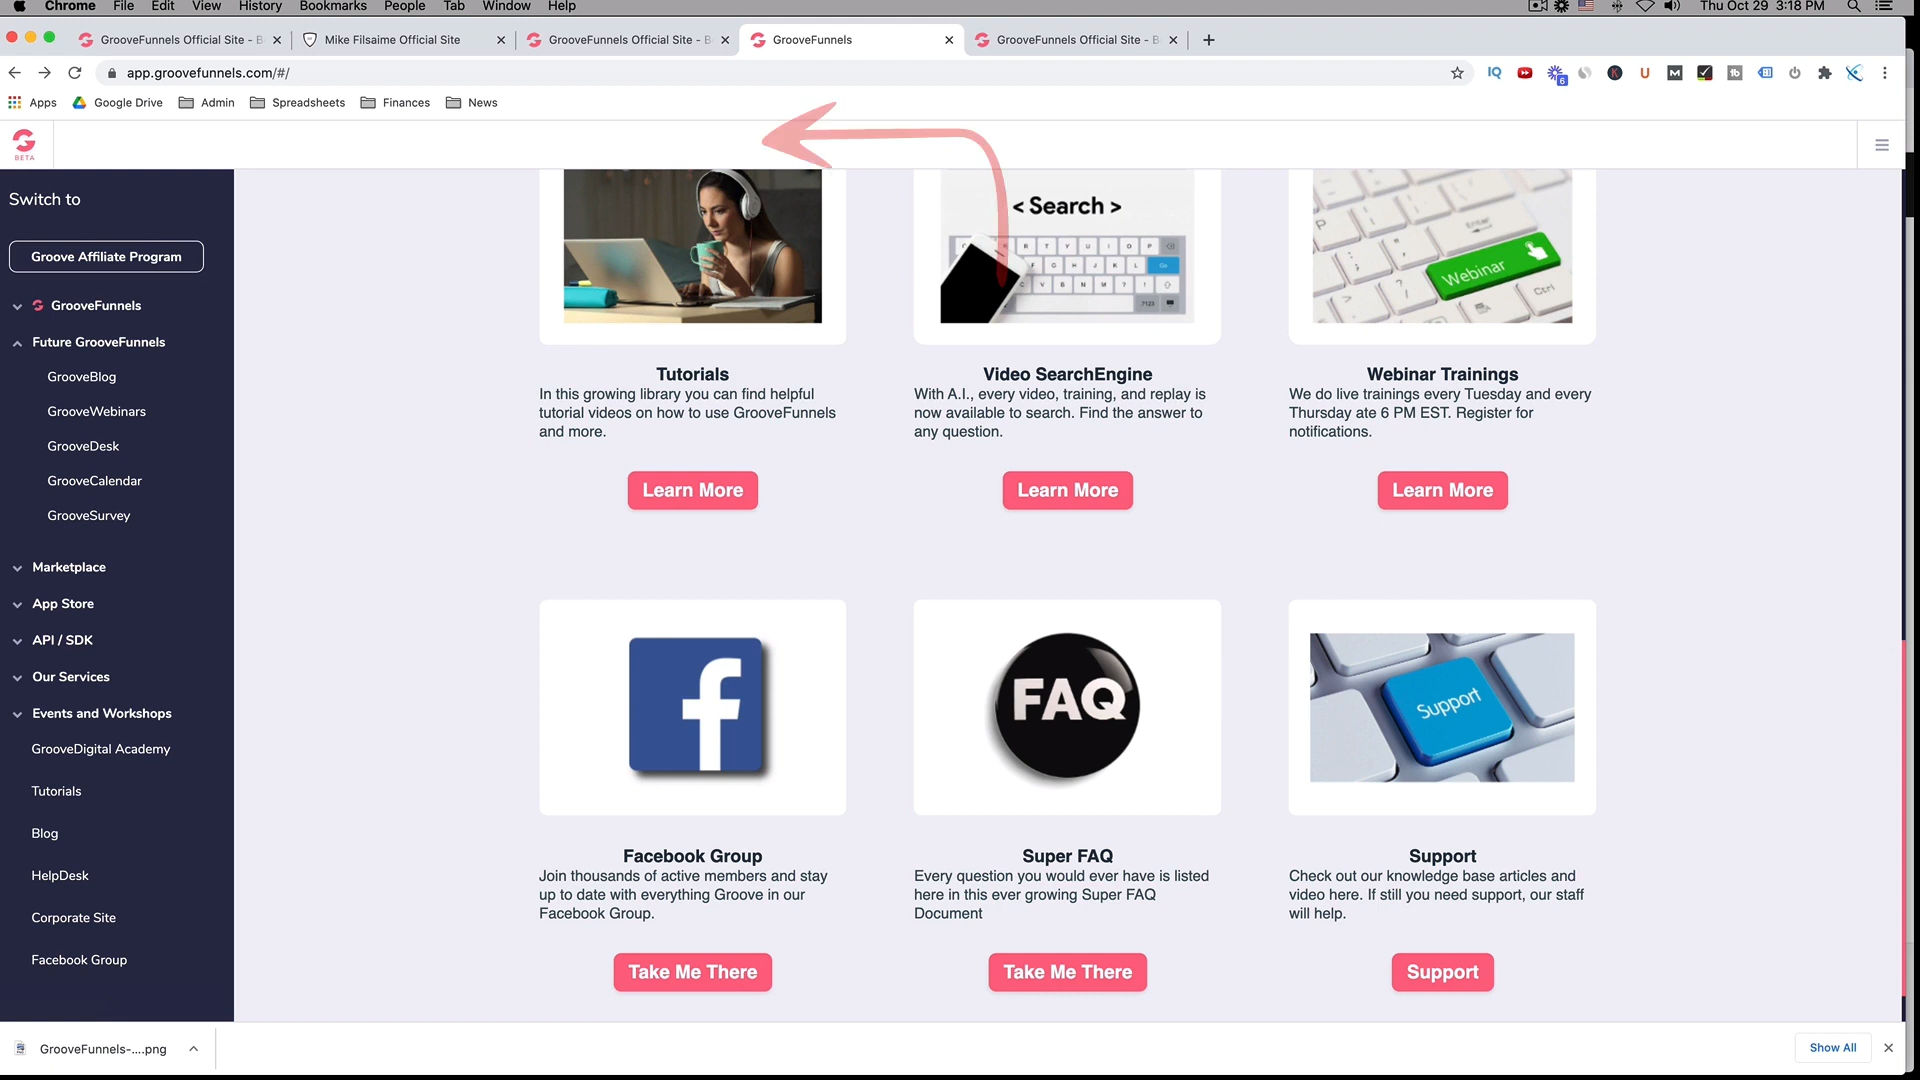 Chrome File Edit View History Bookmarks People Tab Window Help Thu Oct 29 3:18 PM
GrooveFunnels Official Site - B Mike Filsaime Official Site GrooveFunnels Official Site - B GrooveFunnels GrooveFunnels Official Site - B
app.groovefunnels.com/#/
Apps Google Drive Admin Spreadsheets Finances News
BETA
Switch to
Groove Affiliate Program
GrooveFunnels
Future GrooveFunnels
GrooveBlog
GrooveWebinars
GrooveDesk
GrooveCalendar
GrooveSurvey
Marketplace
App Store
API / SDK
Our Services
Events and Workshops
GrooveDigital Academy
Tutorials
Blog
HelpDesk
Corporate Site
Facebook Group
< Search >
Webinar
Enter
Ctrl
Tutorials
In this growing library you can find helpful
tutorial videos on how to use GrooveFunnels
and more.
Learn More
Video SearchEngine
With A.I., every video, training, and replay is
now available to search. Find the answer to
any question.
Learn More
Webinar Trainings
We do live trainings every Tuesday and every
Thursday ate 6 PM EST. Register for
notifications.
Learn More
FAQ
Support
Facebook Group
Join thousands of active members and stay
up to date with everything Groove in our
Facebook Group.
Take Me There
Super FAQ
Every question you would ever have is listed
here in this ever growing Super FAQ
Document
Take Me There
Support
Check out our knowledge base articles and
video here. If still you need support, our staff
will help.
Support
GrooveFunnels-....png
Show All